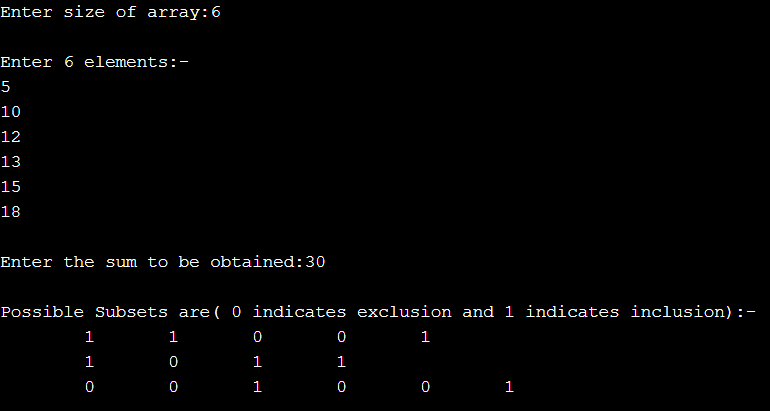 Enter size of array:6
Enter 6 elements:-
5
10
12
13
15
18
Enter the sum to be obtained:30
Possible Subsets are( 0 indicates exclusion and 1 indicates inclusion):-
1 1 0 0 1
1 0 1 1
0 0 1 0 0 1